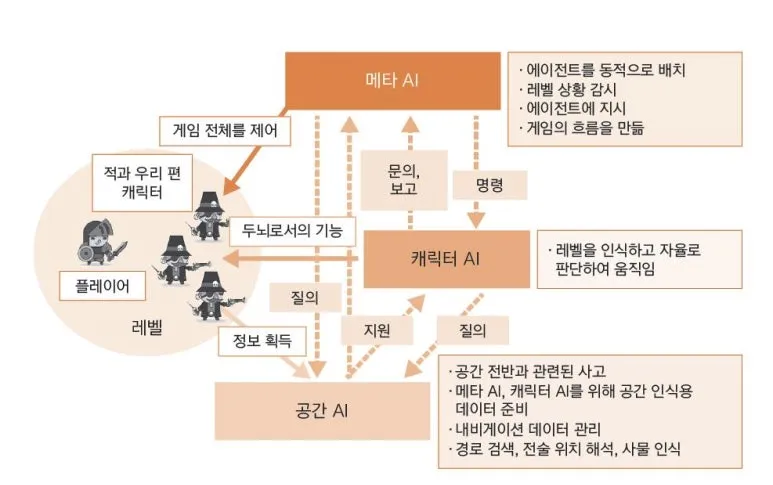 메타 AI
· 에이전트를 동적으로 배치
· 레벨 상황 감시
· 에이전트에 지시
· 게임의 흐름을 만듦
게임 전체를 제어
적과 우리 편
캐릭터
문의,
보고
명령
두뇌로서의 기능
캐릭터 AI
· 레벨을 인식하고 자율로
판단하여 움직임
플레이어
레벨
질의
정보 획득
지원
질의
공간 AI
· 공간 전반과 관련된 사고
· 메타 AI, 캐릭터 AI를 위해 공간 인식용
데이터 준비
· 내비게이션 데이터 관리
· 경로 검색, 전술 위치 해석, 사물 인식